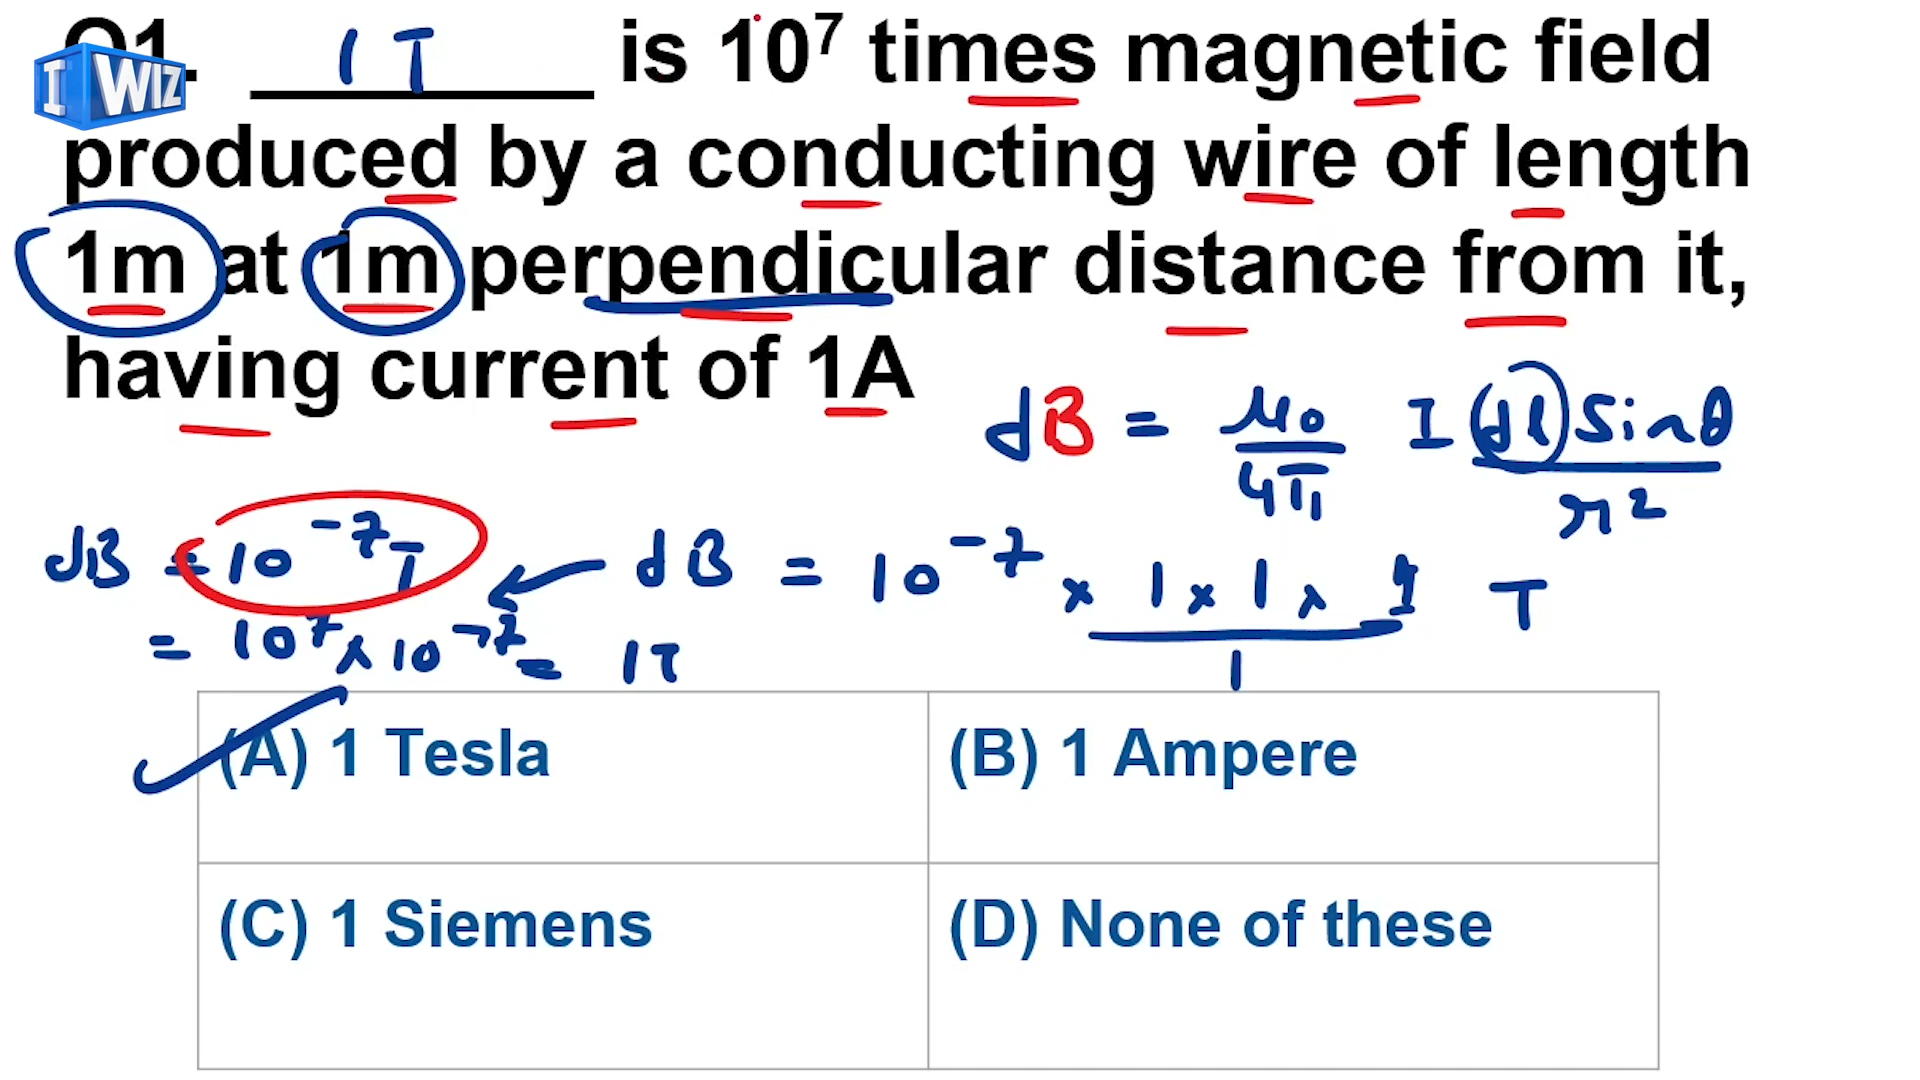 Q1. 1 T is 10⁷ times magnetic field
produced by a conducting wire of length
1m at 1m perpendicular distance from it,
having current of 1A
dB = μ₀/4π I dl Sinθ/r²
dB = 10⁻⁷ × 1 × 1 × 1/1 T
dB = 10⁻⁷ T
= 10⁷ × 10⁻⁷ = 1T
(A) 1 Tesla
(B) 1 Ampere
(C) 1 Siemens
(D) None of these
I WIZ